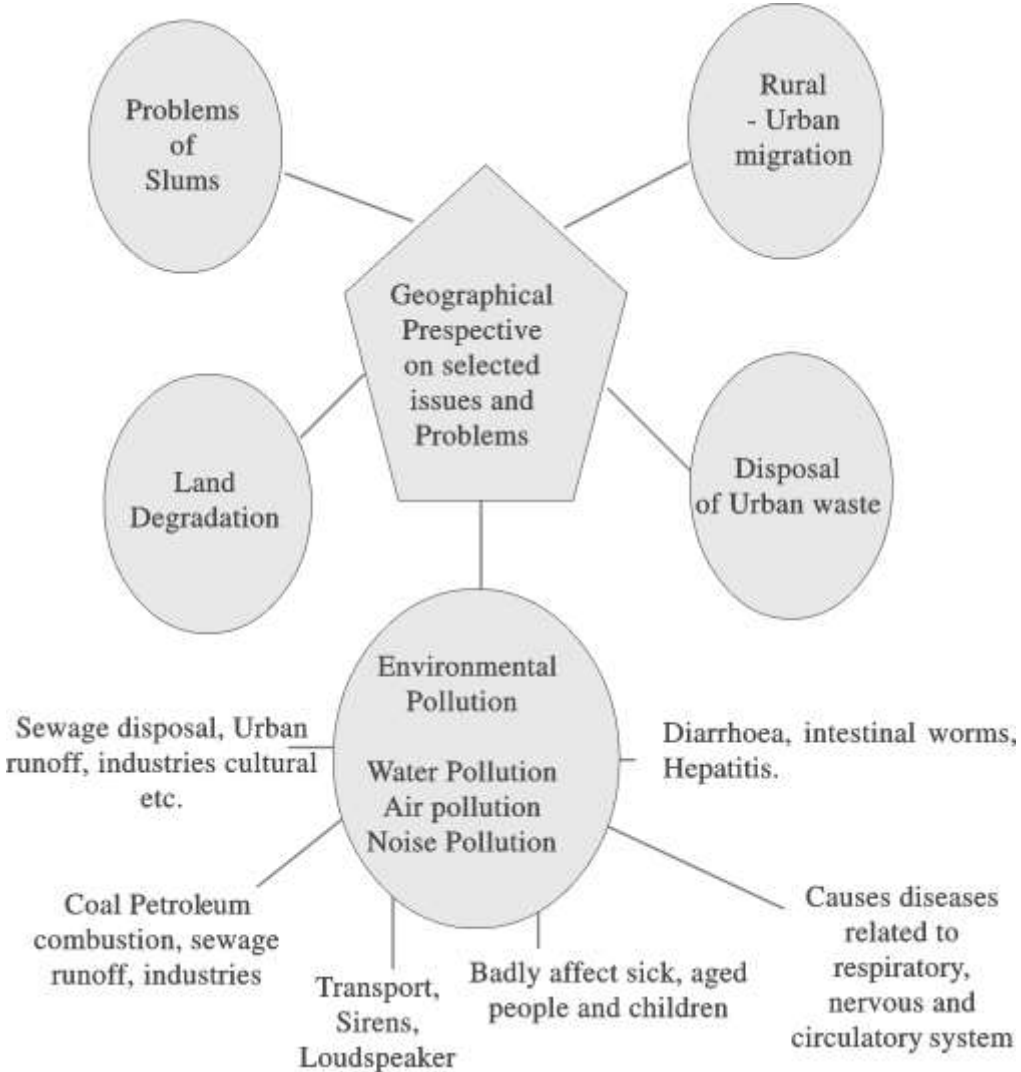 Problems
of
Slums
Rural
- Urban
migration
Geographical
Prespective
on selected
issues and
Problems
Land
Degradation
Disposal
of Urban waste
Environmental
Pollution
Water Pollution
Air pollution
Noise Pollution
Sewage disposal, Urban
runoff, industries cultural
etc.
Diarrhoea, intestinal worms,
Hepatitis.
Coal Petroleum
combustion, sewage
runoff, industries
Transport,
Sirens,
Loudspeaker
Badly affect sick, aged
people and children
Causes diseases
related to
respiratory,
nervous and
circulatory system